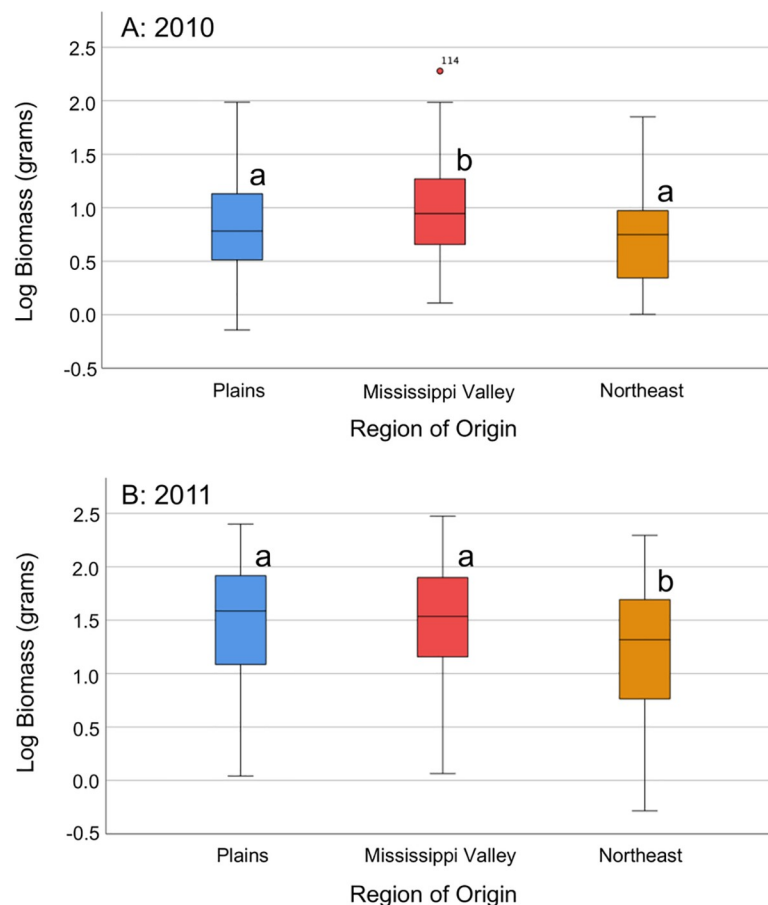 A: 2010
2.5
2.0
1.5
1.0
0.5
0.0
-0.5
Log Biomass (grams)
114
a
b
a
Plains
Mississippi Valley
Northeast
Region of Origin
B: 2011
2.5
2.0
1.5
1.0
0.5
0.0
-0.5
Log Biomass (grams)
a
a
b
Plains
Mississippi Valley
Northeast
Region of Origin